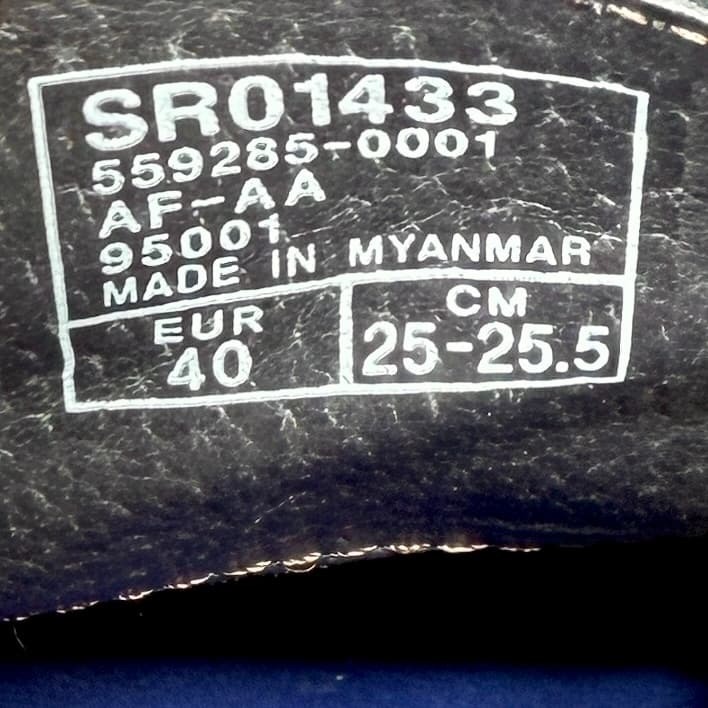 SR01433
559285-0001
AF-AA
95001
MADE IN MYANMAR
EUR
40
CM
25-25.5